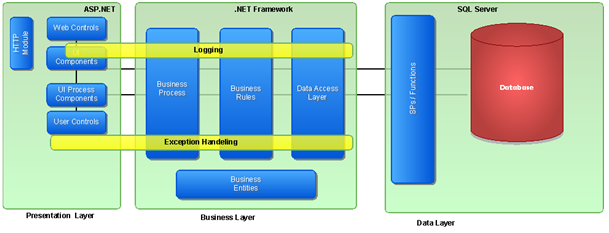 ASP.NET
.NET Framework
SQL Server
HTTP
Module
Web Controls
Logging
Components
UI Process
Components
User Controls
Business
Process
Business
Rules
Data Access
Layer
SPs / Functions
Database
Exception Handeling
Business
Entities
Presentation Layer
Business Layer
Data Layer